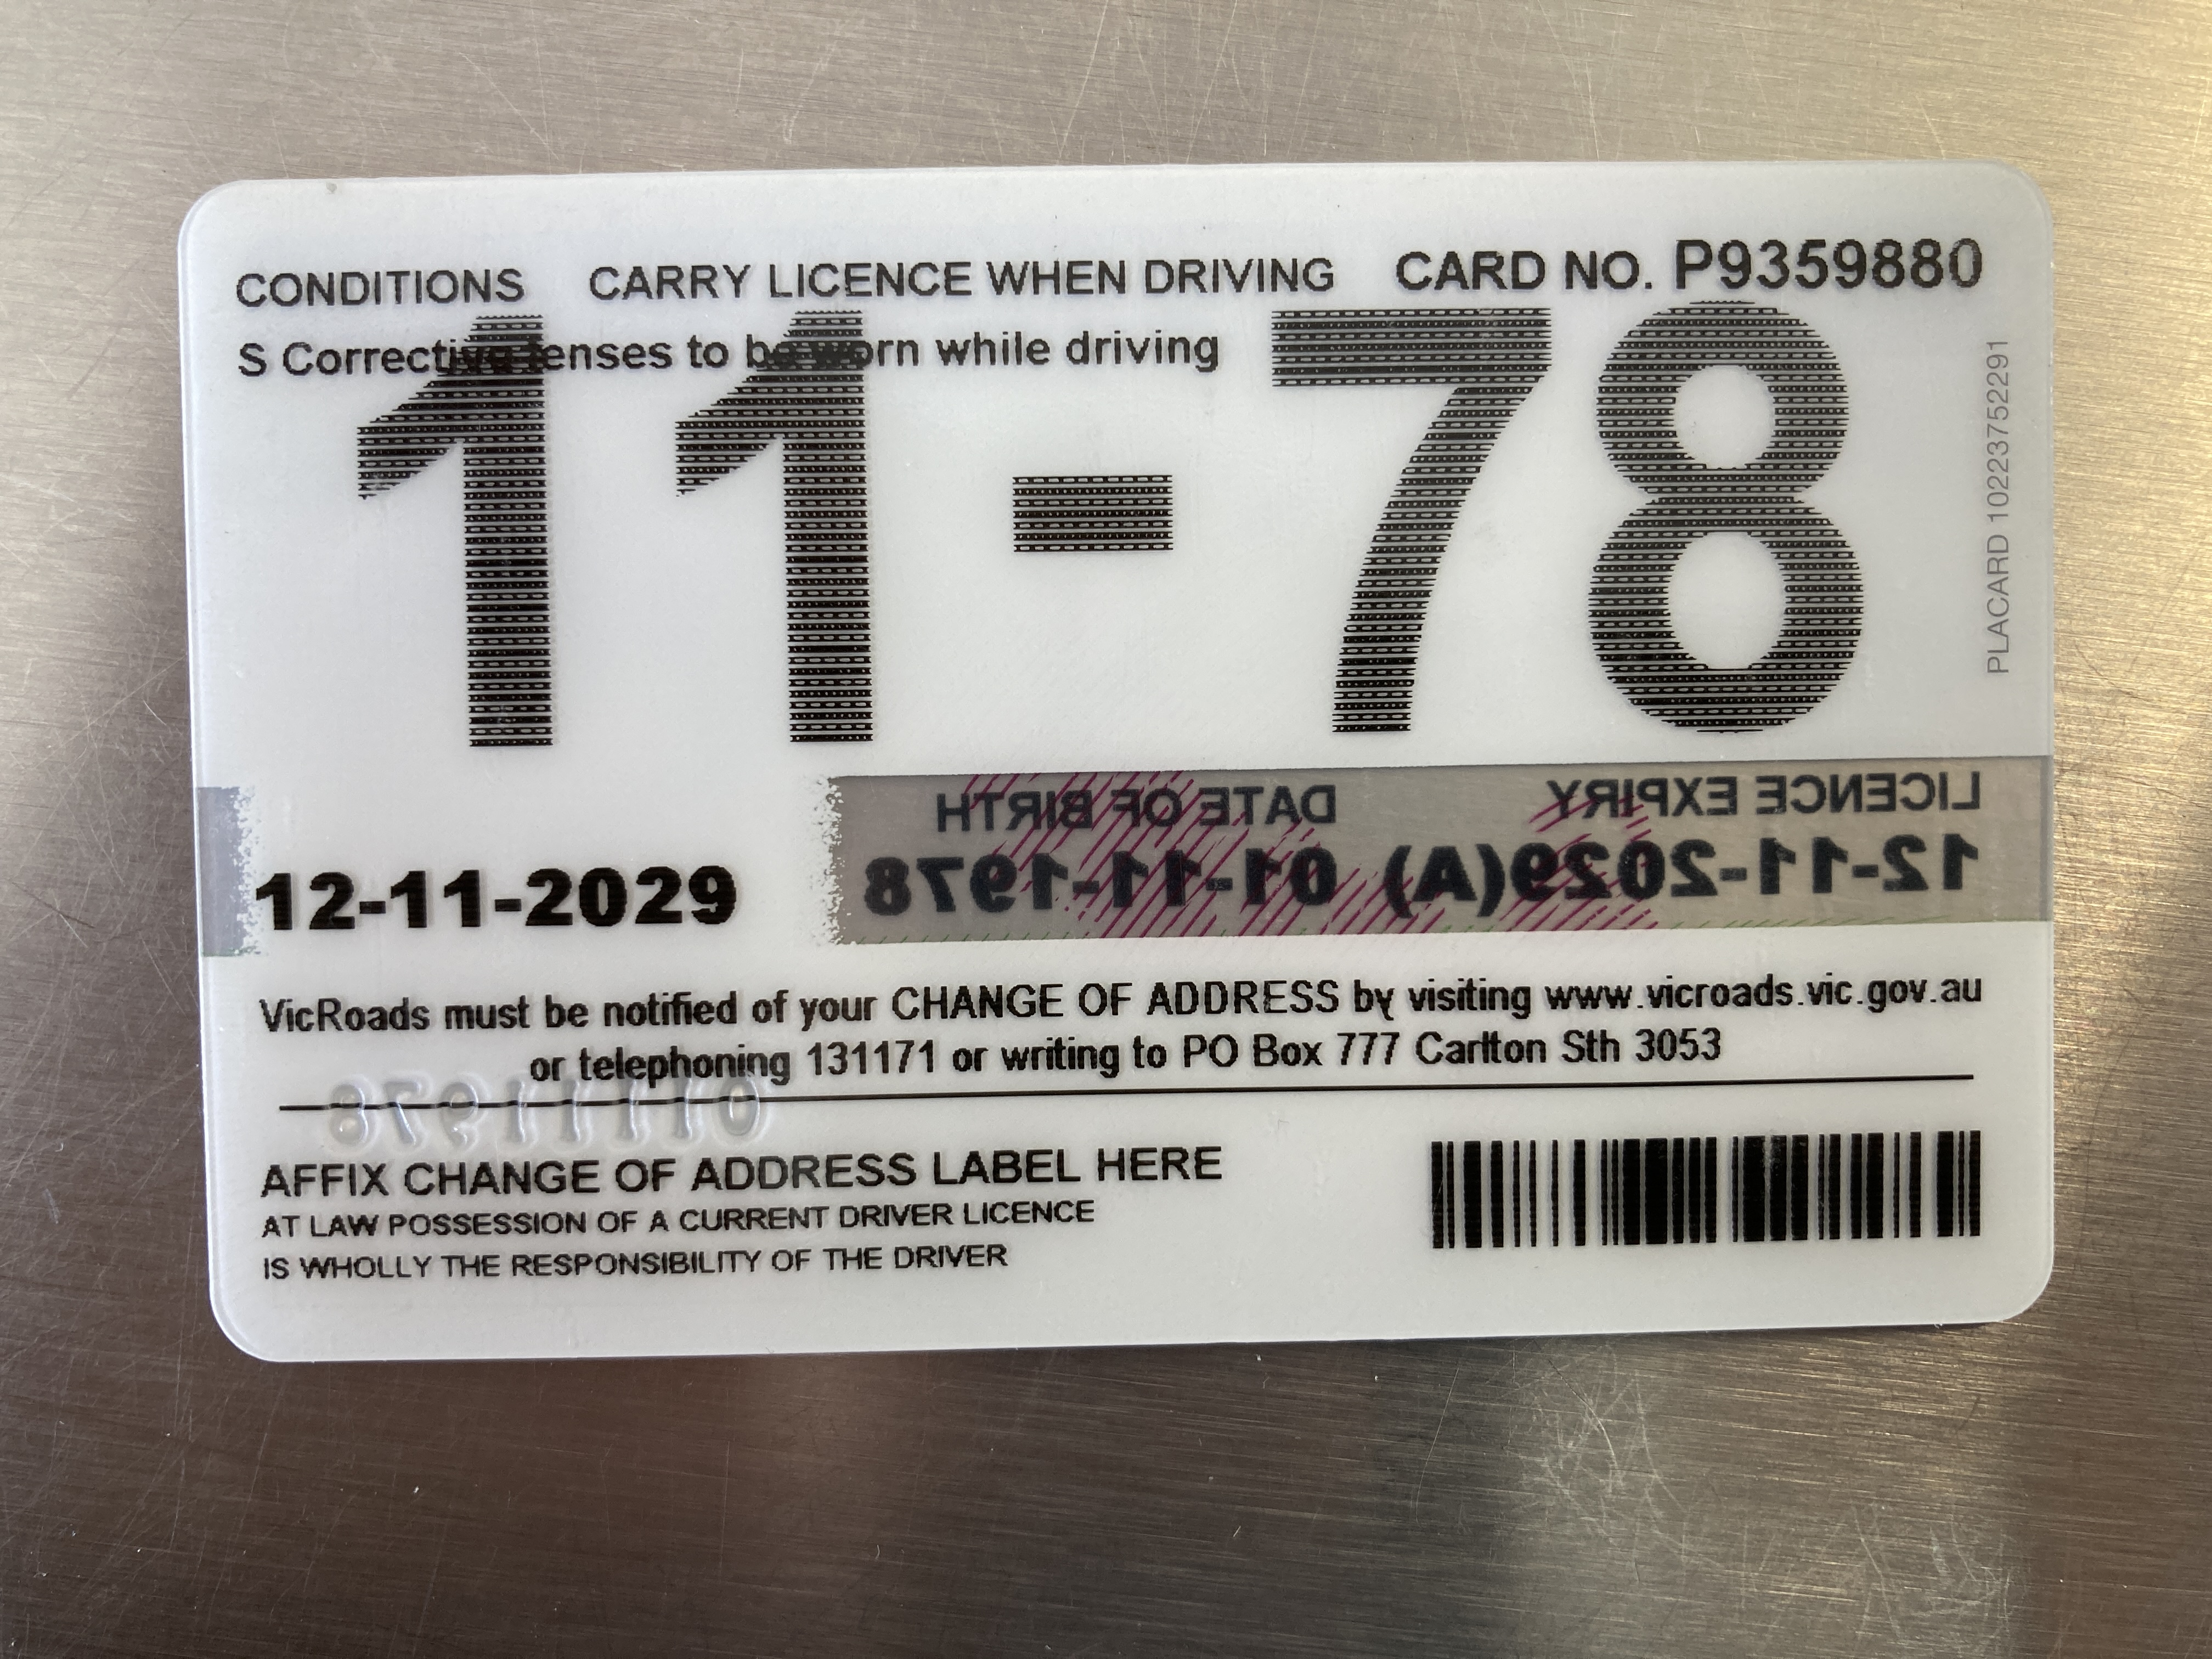 CONDITIONS CARRY LICENCE WHEN DRIVING CARD NO. P9359880
S Corrective lenses to be worn while driving
11-78
PLACARD 1022375229​1
LICENCE EXPIRY DATE OF BIRTH
12-11-2029(A) 01-11-1978
12-11-2029
VicRoads must be notified of your CHANGE OF ADDRESS by visiting www.vicroads.vic.gov.au
or telephoning 131171 or writing to PO Box 777 Carlton Sth 3053
01111978
AFFIX CHANGE OF ADDRESS LABEL HERE
AT LAW POSSESSION OF A CURRENT DRIVER LICENCE
IS WHOLLY THE RESPONSIBILITY OF THE DRIVER